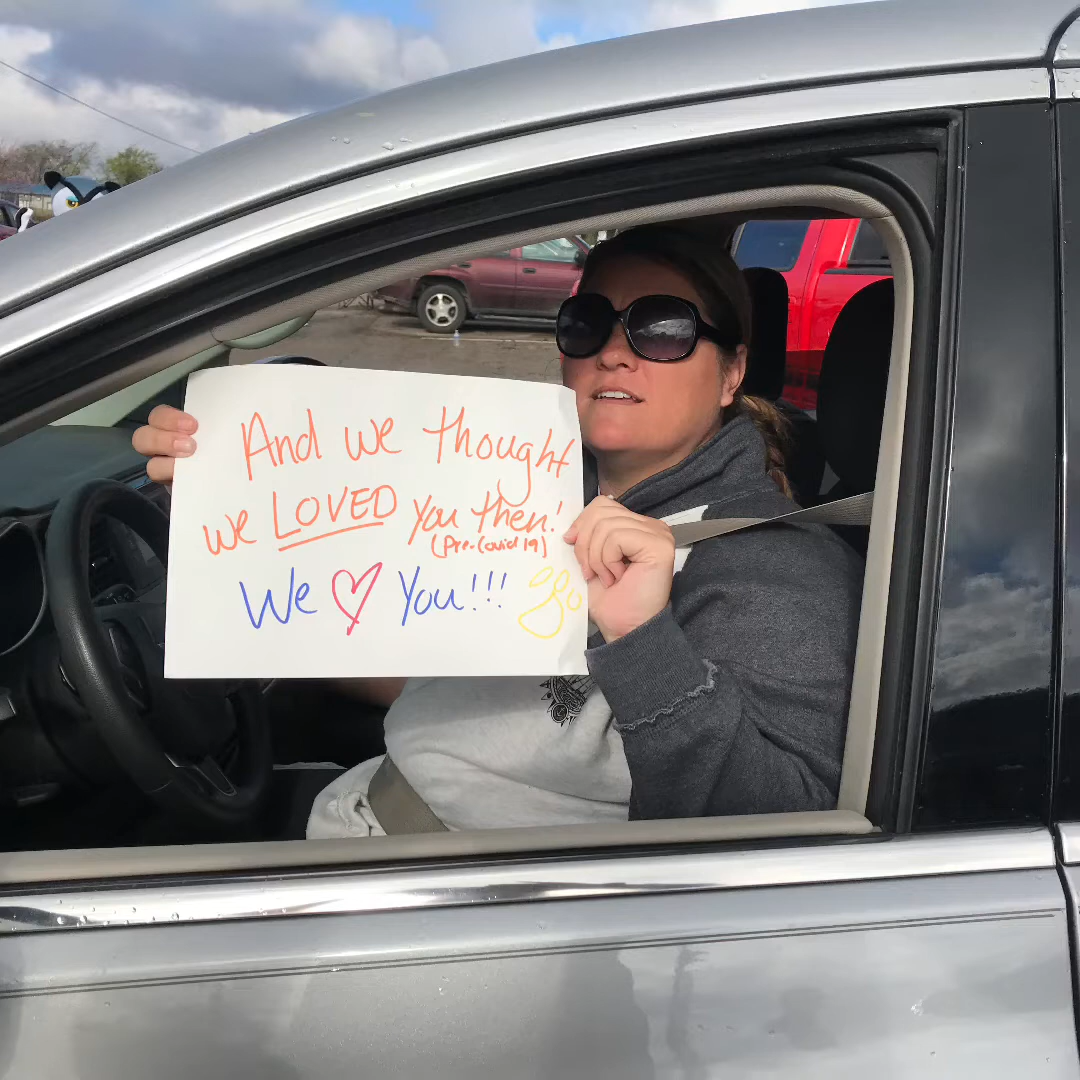 And we thought
we LOVED you then!
(Pre-Covid 19)
We ♡ You!!!